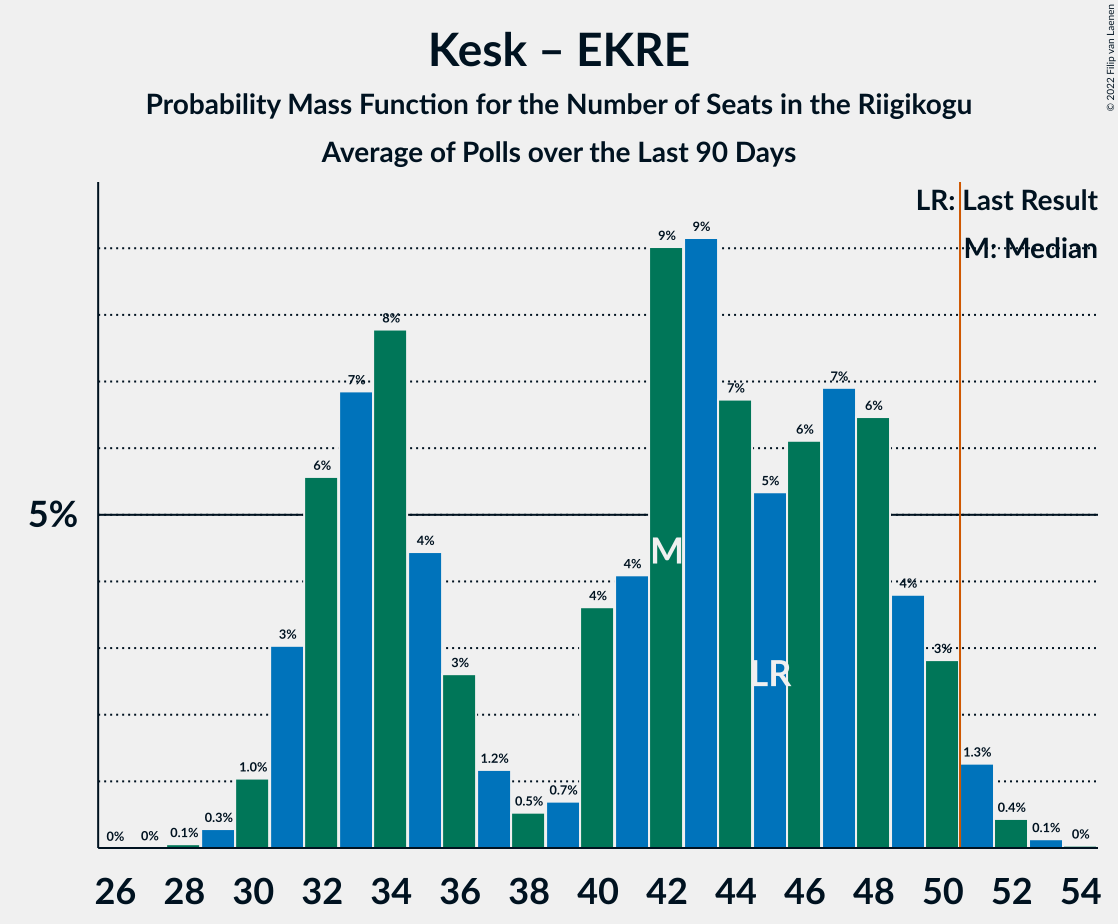 Kesk – EKRE
Probability Mass Function for the Number of Seats in the Riigikogu
Average of Polls over the Last 90 Days
© 2022 Filip van Laenen
LR: Last Result
M: Median
5%
0% 0% 0.1% 0.3% 1.0% 3% 6% 7% 8% 4% 3% 1.2% 0.5% 0.7% 4% 4% 9% 9% 7% 5% 6% 7% 6% 4% 3% 1.3% 0.4% 0.1% 0%
M
LR
26 28 30 32 34 36 38 40 42 44 46 48 50 52 54